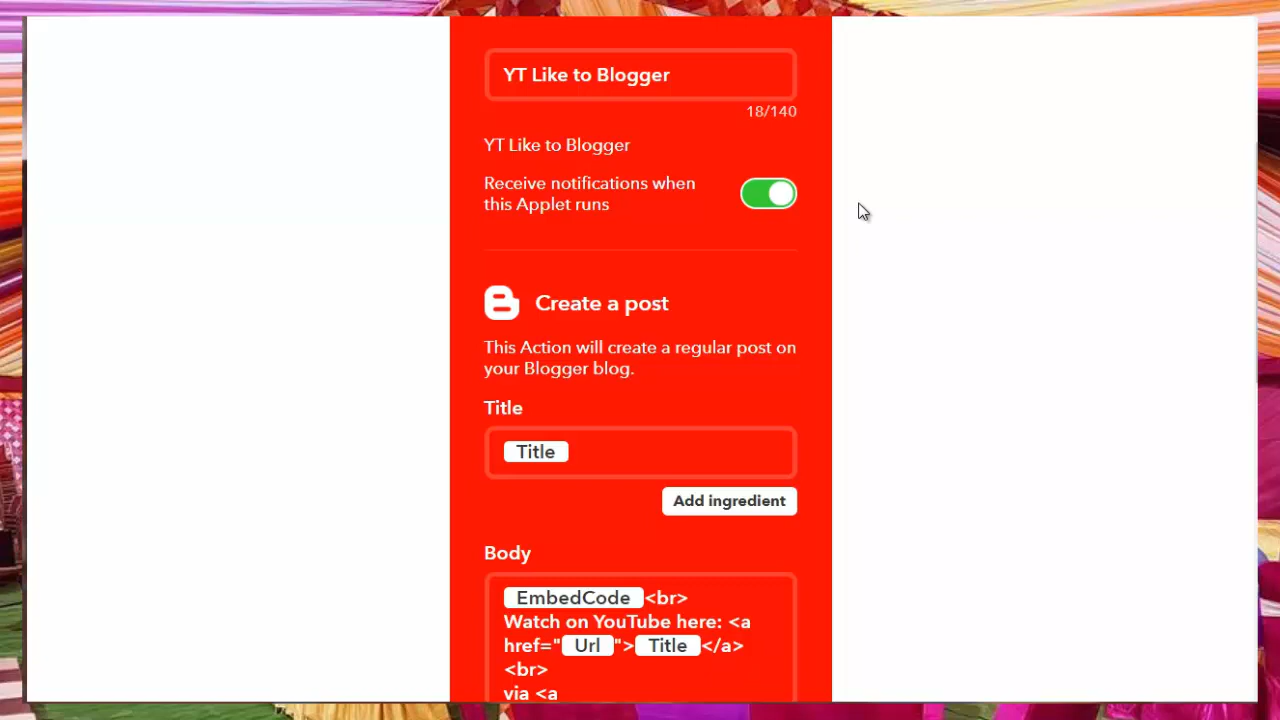 YT Like to Blogger
18/140
YT Like to Blogger
Receive notifications when
this Applet runs
Create a post
This Action will create a regular post on
your Blogger blog.
Title
Title
Add ingredient
Body
EmbedCode <br>
Watch on YouTube here: <a
href=" Url "> Title </a>
<br>
via <a